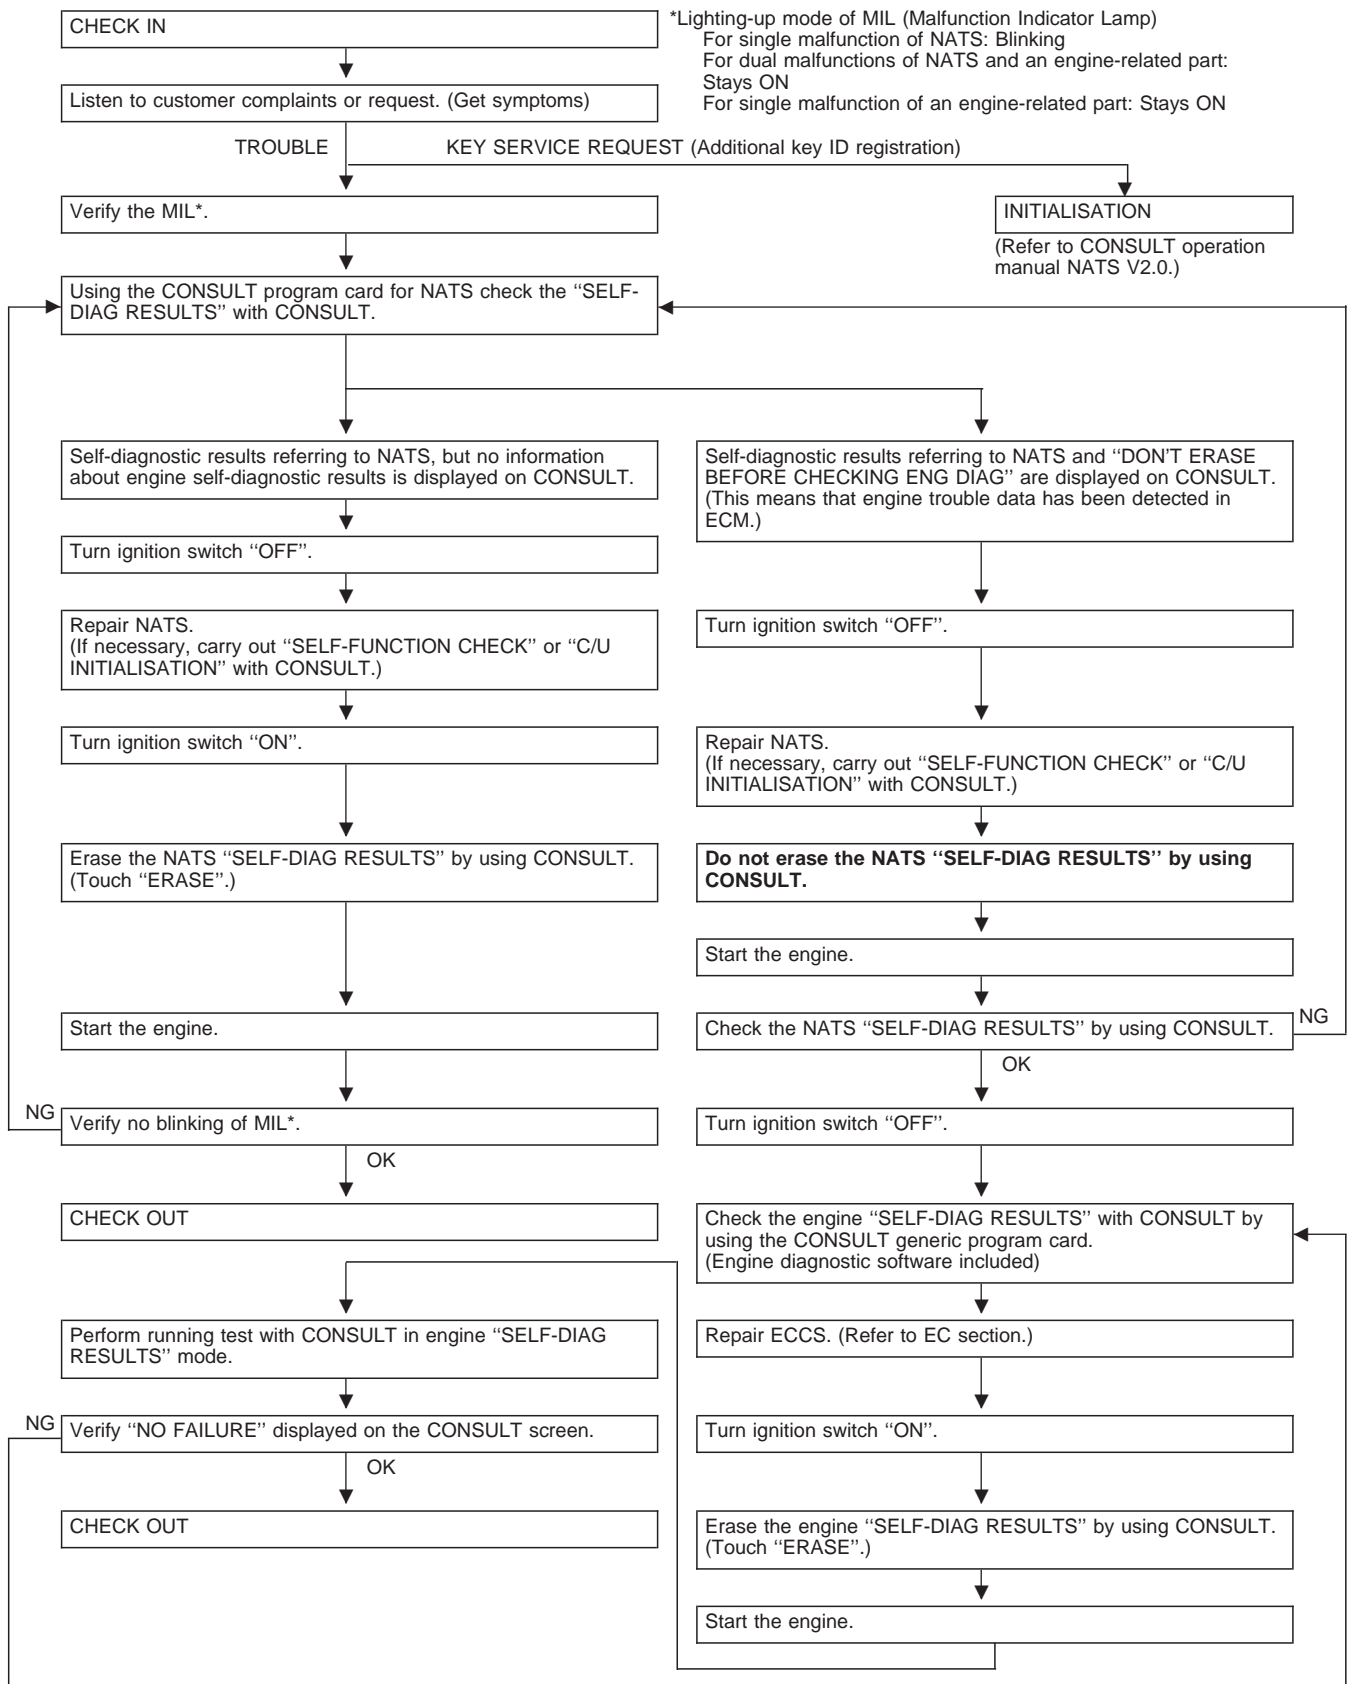 CHECK IN
*Lighting-up mode of MIL (Malfunction Indicator Lamp)
For single malfunction of NATS: Blinking
For dual malfunctions of NATS and an engine-related part:
Stays ON
For single malfunction of an engine-related part: Stays ON
Listen to customer complaints or request. (Get symptoms)
TROUBLE
KEY SERVICE REQUEST (Additional key ID registration)
Verify the MIL*.
INITIALISATION
(Refer to CONSULT operation
manual NATS V2.0.)
Using the CONSULT program card for NATS check the ‘‘SELF-
DIAG RESULTS’’ with CONSULT.
Self-diagnostic results referring to NATS, but no information
about engine self-diagnostic results is displayed on CONSULT.
Turn ignition switch ‘‘OFF’’.
Repair NATS.
(If necessary, carry out ‘‘SELF-FUNCTION CHECK’’ or ‘‘C/U
INITIALISATION’’ with CONSULT.)
Turn ignition switch ‘‘ON’’.
Erase the NATS ‘‘SELF-DIAG RESULTS’’ by using CONSULT.
(Touch ‘‘ERASE’’.)
Start the engine.
NG
Verify no blinking of MIL*.
OK
CHECK OUT
Self-diagnostic results referring to NATS and ‘‘DON’T ERASE
BEFORE CHECKING ENG DIAG’’ are displayed on CONSULT.
(This means that engine trouble data has been detected in
ECM.)
Turn ignition switch ‘‘OFF’’.
Repair NATS.
(If necessary, carry out ‘‘SELF-FUNCTION CHECK’’ or ‘‘C/U
INITIALISATION’’ with CONSULT.)
Do not erase the NATS ‘‘SELF-DIAG RESULTS’’ by using
CONSULT.
Start the engine.
Check the NATS ‘‘SELF-DIAG RESULTS’’ by using CONSULT.
NG
OK
Turn ignition switch ‘‘OFF’’.
Check the engine ‘‘SELF-DIAG RESULTS’’ with CONSULT by
using the CONSULT generic program card.
(Engine diagnostic software included)
Repair ECCS. (Refer to EC section.)
Turn ignition switch ‘‘ON’’.
Erase the engine ‘‘SELF-DIAG RESULTS’’ by using CONSULT.
(Touch ‘‘ERASE’’.)
Start the engine.
Perform running test with CONSULT in engine ‘‘SELF-DIAG
RESULTS’’ mode.
NG
Verify ‘‘NO FAILURE’’ displayed on the CONSULT screen.
OK
CHECK OUT